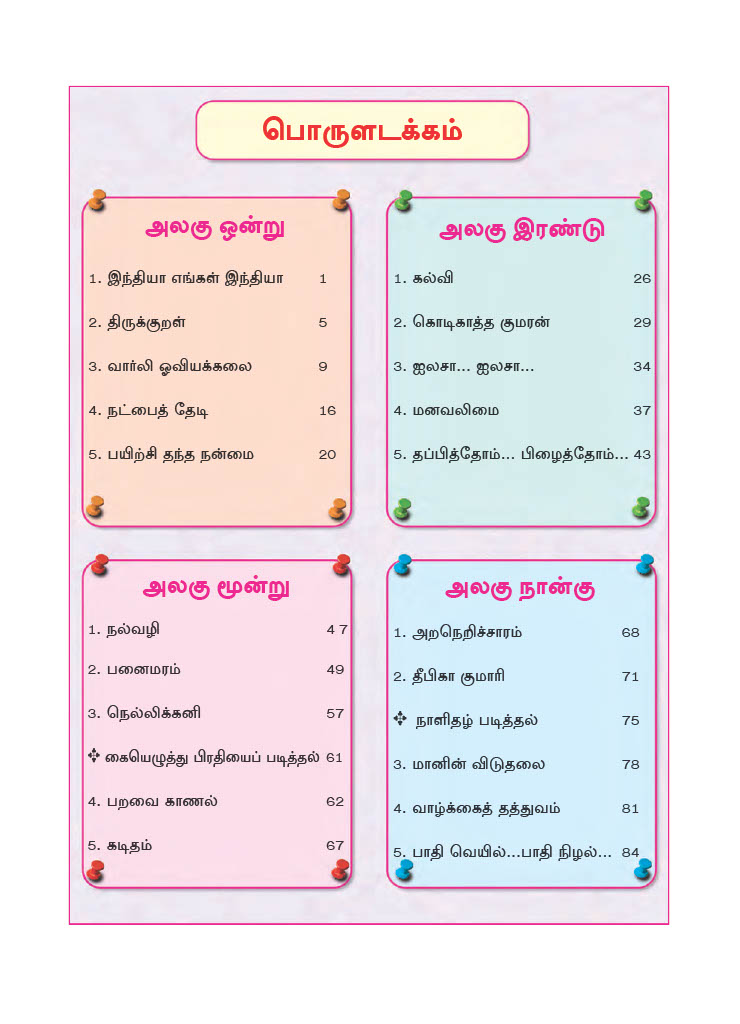 பொருளடக்கம்
அலகு ஒன்று
1. இந்தியா எங்கள் இந்தியா 1
2. திருக்குறள் 5
3. வார்லி ஓவியக்கலை 9
4. நட்பைத் தேடி 16
5. பயிற்சி தந்த நன்மை 20
அலகு இரண்டு
1. கல்வி 26
2. கொடிகாத்த குமரன் 29
3. ஐலசா... ஐலசா... 34
4. மனவலிமை 37
5. தப்பித்தோம்... பிழைத்தோம்... 43
அலகு மூன்று
1. நல்வழி 4 7
2. பனைமரம் 49
3. நெல்லிக்கனி 57
கையெழுத்து பிரதியைப் படித்தல் 61
4. பறவை காணல் 62
5. கடிதம் 67
அலகு நான்கு
1. அறநெறிச்சாரம் 68
2. தீபிகா குமாரி 71
நாளிதழ் படித்தல் 75
3. மானின் விடுதலை 78
4. வாழ்க்கைத் தத்துவம் 81
5. பாதி வெயில்...பாதி நிழல்... 84